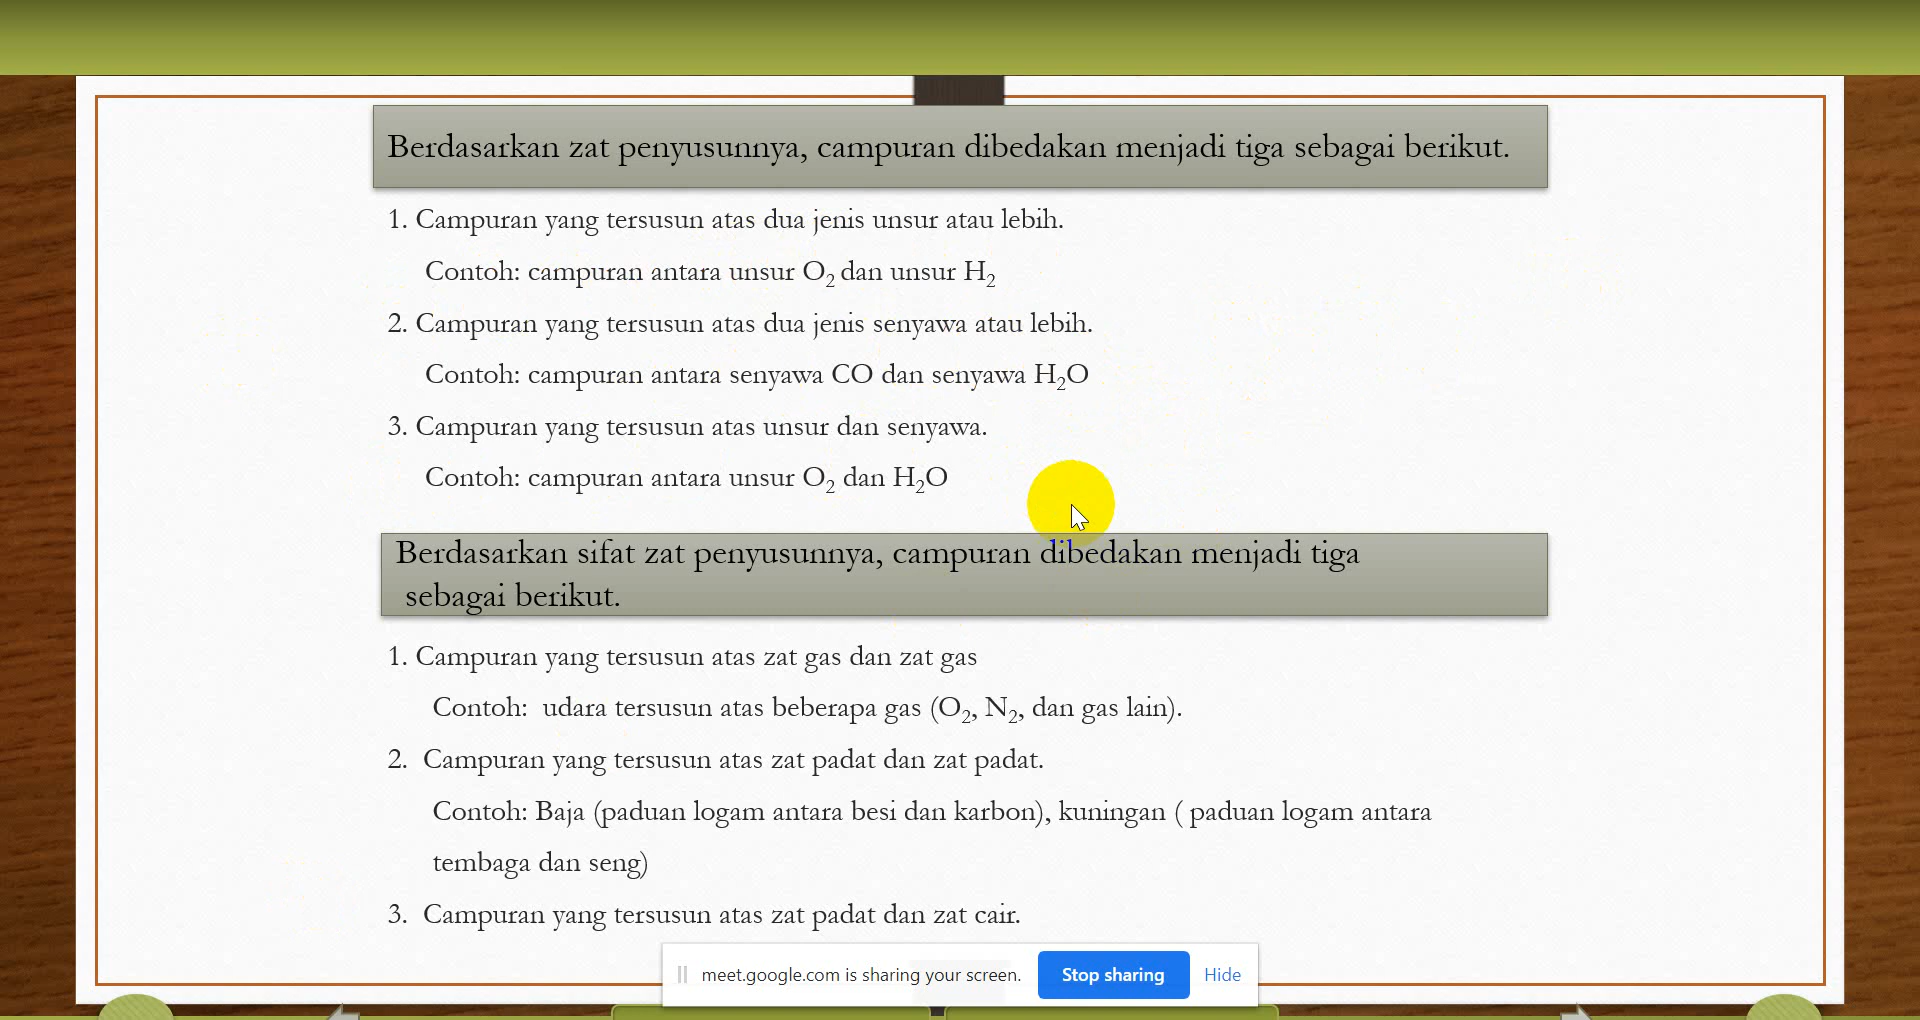 Berdasarkan zat penyusunnya, campuran dibedakan menjadi tiga sebagai berikut.
1. Campuran yang tersusun atas dua jenis unsur atau lebih.
Contoh: campuran antara unsur O₂ dan unsur H₂
2. Campuran yang tersusun atas dua jenis senyawa atau lebih.
Contoh: campuran antara senyawa CO dan senyawa H₂O
3. Campuran yang tersusun atas unsur dan senyawa.
Contoh: campuran antara unsur O₂ dan H₂O
Berdasarkan sifat zat penyusunnya, campuran dibedakan menjadi tiga
sebagai berikut.
1. Campuran yang tersusun atas zat gas dan zat gas
Contoh: udara tersusun atas beberapa gas (O₂, N₂, dan gas lain).
2. Campuran yang tersusun atas zat padat dan zat padat.
Contoh: Baja (paduan logam antara besi dan karbon), kuningan ( paduan logam antara
tembaga dan seng)
3. Campuran yang tersusun atas zat padat dan zat cair.
meet.google.com is sharing your screen. Stop sharing Hide